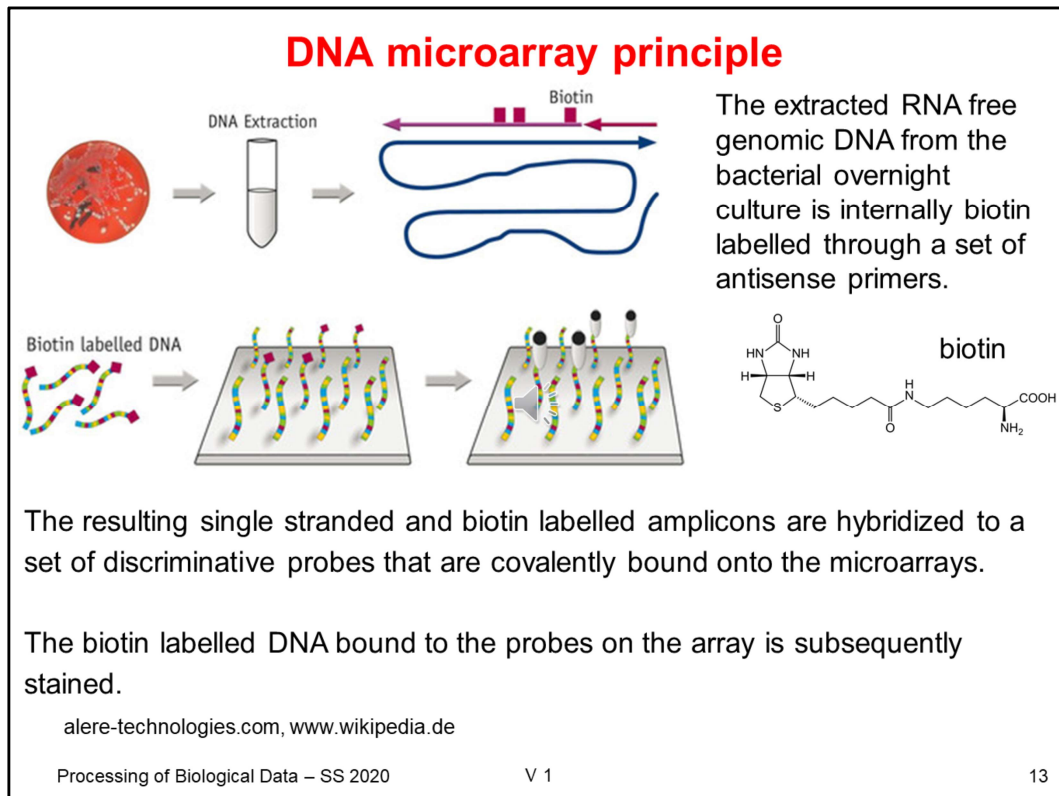 DNA microarray principle
DNA Extraction
Biotin
The extracted RNA free
genomic DNA from the
bacterial overnight
culture is internally biotin
labelled through a set of
antisense primers.
Biotin labelled DNA
biotin
O
HN
NH
H
H
S
O
H
N
COOH
NH₂
The resulting single stranded and biotin labelled amplicons are hybridized to a
set of discriminative probes that are covalently bound onto the microarrays.
The biotin labelled DNA bound to the probes on the array is subsequently
stained.
alere-technologies.com, www.wikipedia.de
Processing of Biological Data – SS 2020 V 1 13